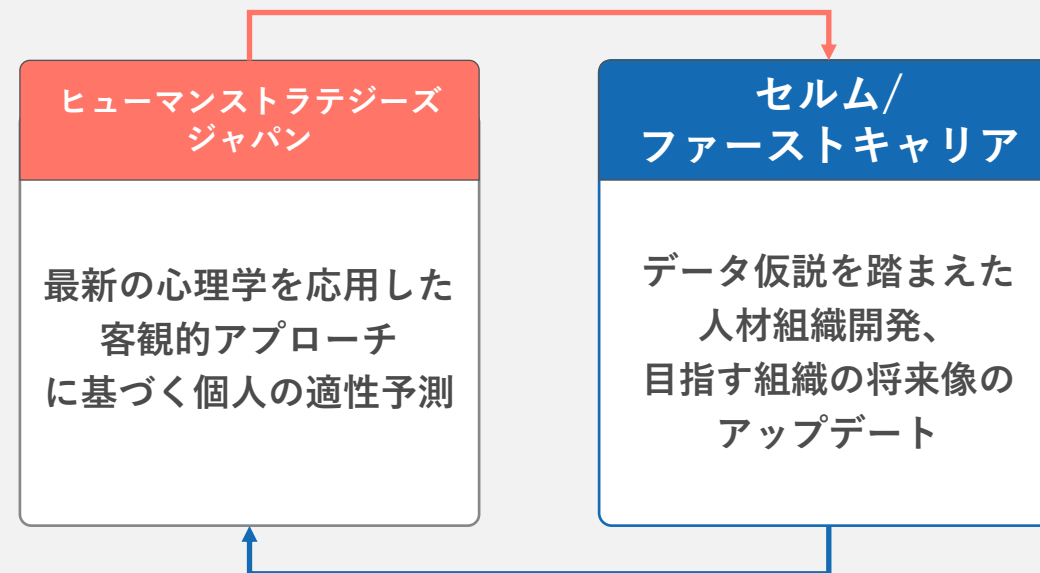 ヒューマンストラテジーズ
ジャパン
最新の心理学を応用した
客観的アプローチ
に基づく個人の適性予測
セルム/
ファーストキャリア
データ仮説を踏まえた
人材組織開発、
目指す組織の将来像の
アップデート